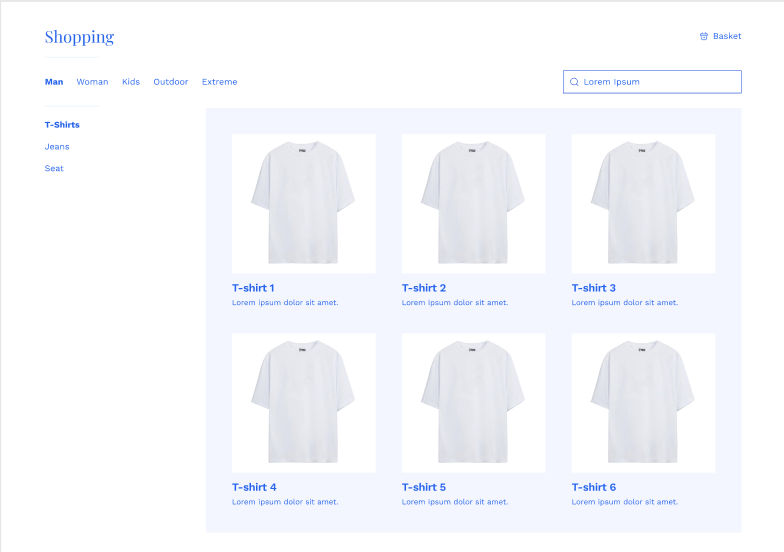 Shopping
Basket
Man Woman Kids Outdoor Extreme
Lorem Ipsum
T-Shirts
Jeans
Seat
T-shirt 1
Lorem ipsum dolor sit amet.
T-shirt 2
Lorem ipsum dolor sit amet.
T-shirt 3
Lorem ipsum dolor sit amet.
T-shirt 4
Lorem ipsum dolor sit amet.
T-shirt 5
Lorem ipsum dolor sit amet.
T-shirt 6
Lorem ipsum dolor sit amet.